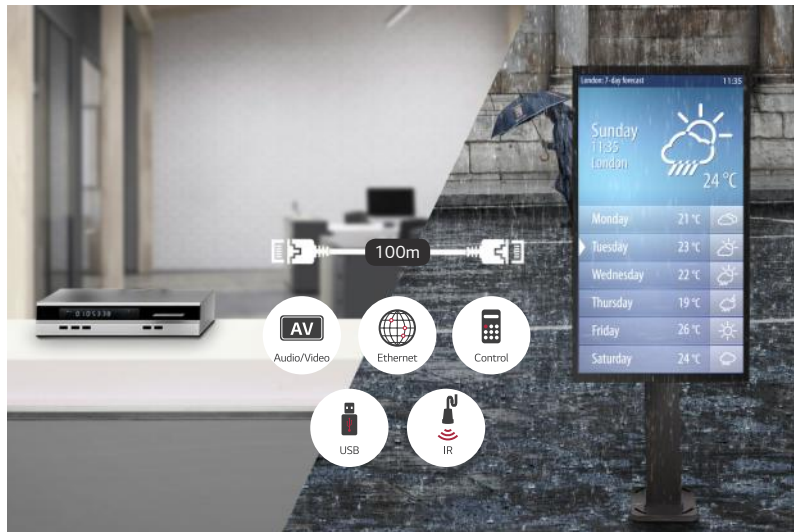 London: 7-day forecast 11:35
Sunday
11:35
London
24 °C
Monday 21 °C
Tuesday 23 °C
Wednesday 22 °C
Thursday 19 °C
Friday 26 °C
Saturday 24 °C
100m
AV
Audio/Video
Ethernet
Control
USB
IR